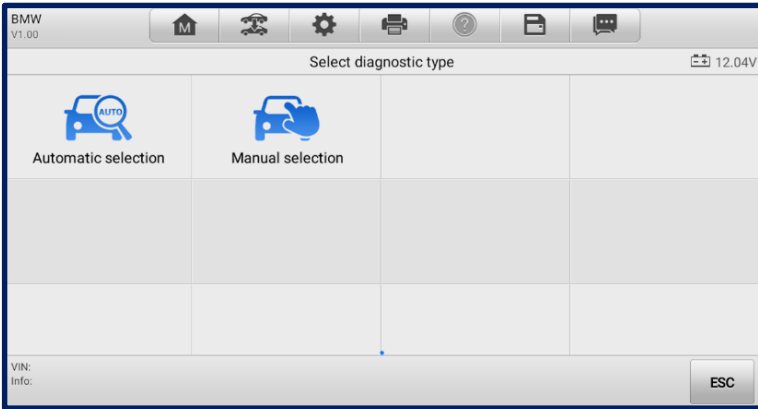 BMW
V1.00
M
Select diagnostic type
12.04V
AUTO
Automatic selection
Manual selection
VIN:
Info:
ESC